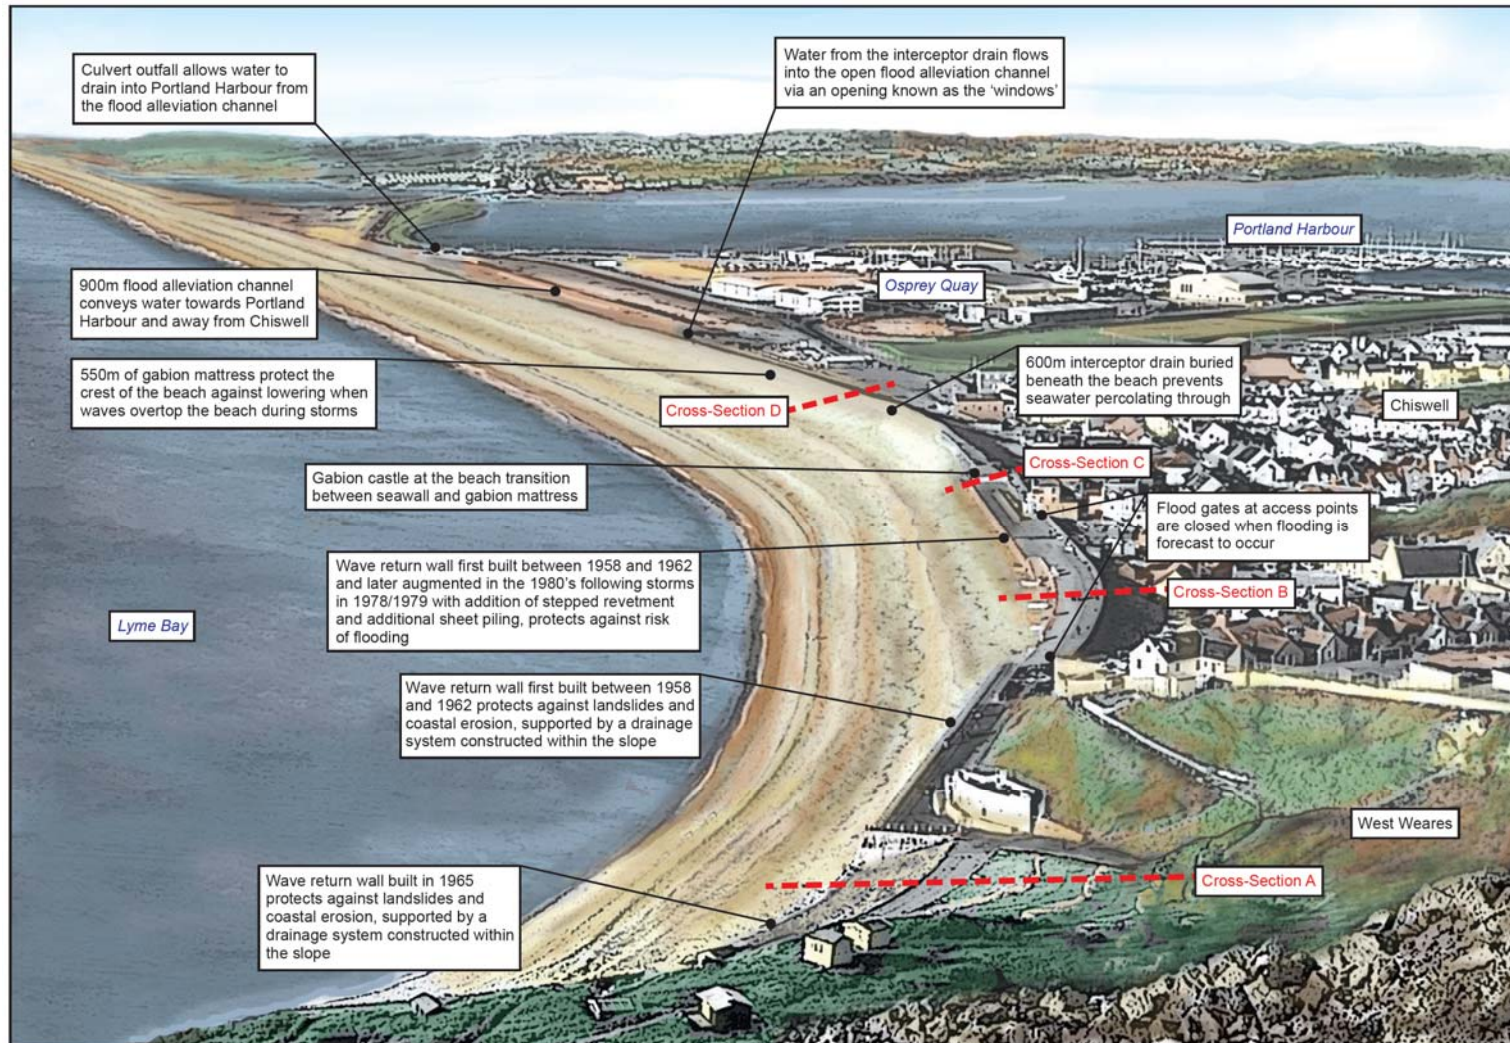 Culvert outfall allows water to
drain into Portland Harbour from
the flood alleviation channel
Water from the interceptor drain flows
into the open flood alleviation channel
via an opening known as the ‘windows’
Portland Harbour
900m flood alleviation channel
conveys water towards Portland
Harbour and away from Chiswell
Osprey Quay
550m of gabion mattress protect the
crest of the beach against lowering when
waves overtop the beach during storms
600m interceptor drain buried
beneath the beach prevents
seawater percolating through
Cross-Section D
Chiswell
Gabion castle at the beach transition
between seawall and gabion mattress
Cross-Section C
Flood gates at access points
are closed when flooding is
forecast to occur
Wave return wall first built between 1958 and 1962
and later augmented in the 1980's following storms
in 1978/1979 with addition of stepped revetment
and additional sheet piling, protects against risk
of flooding
Cross-Section B
Lyme Bay
Wave return wall first built between 1958
and 1962 protects against landslides and
coastal erosion, supported by a drainage
system constructed within the slope
West Weares
Wave return wall built in 1965
protects against landslides and
coastal erosion, supported by a
drainage system constructed within
the slope
Cross-Section A